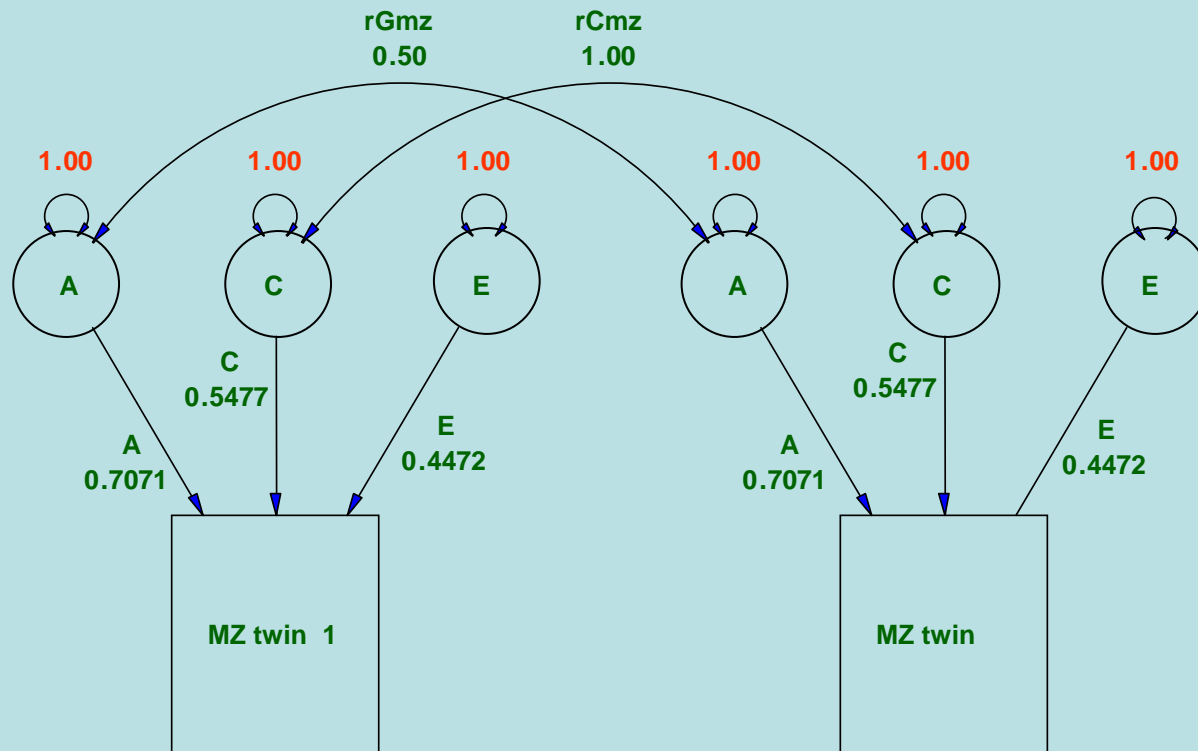 rGmz rCmz
0.50 1.00
1.00 1.00 1.00 1.00 1.00 1.00
A C E A C E
C C
0.5477 0.5477
A E A E
0.7071 0.4472 0.7071 0.4472
MZ twin 1 MZ twin